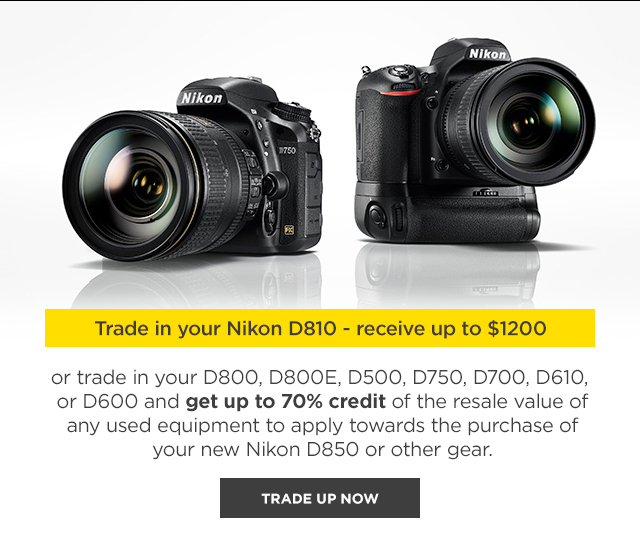 Nikon
Nikon
D750
FX
Trade in your Nikon D810 - receive up to $1200
or trade in your D800, D800E, D500, D750, D700, D610,
or D600 and get up to 70% credit of the resale value of
any used equipment to apply towards the purchase of
your new Nikon D850 or other gear.
TRADE UP NOW